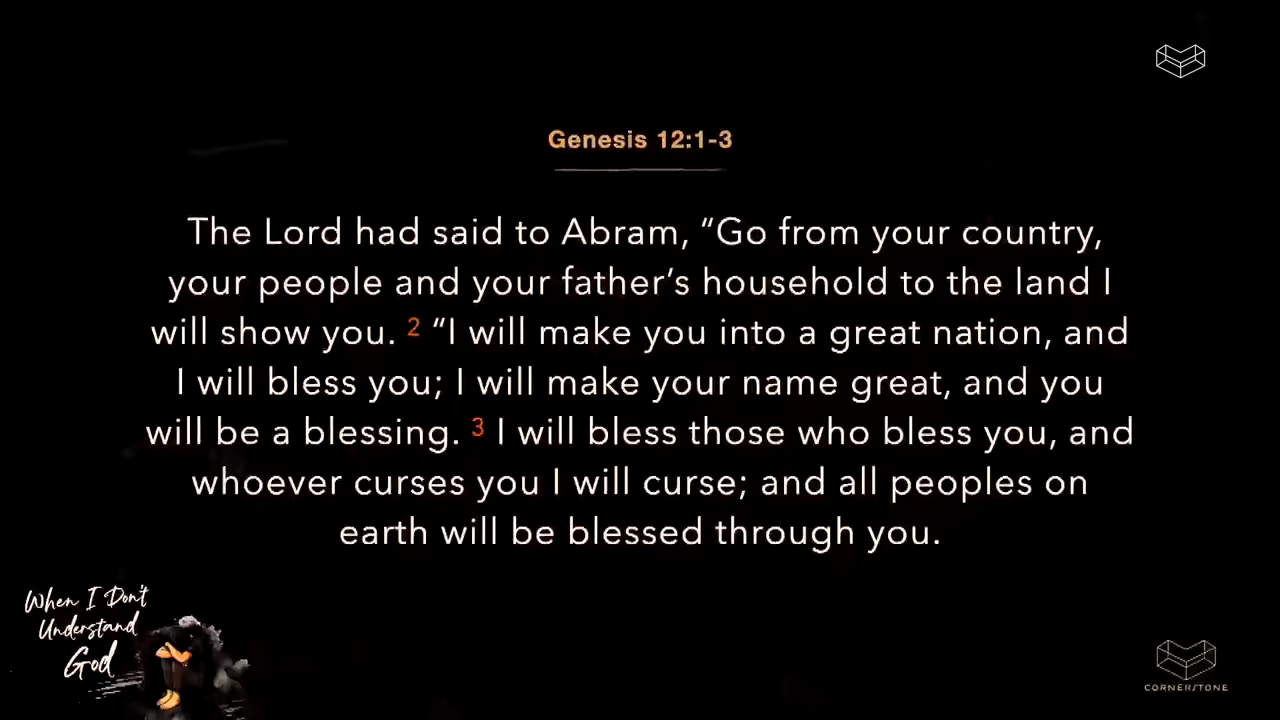 Genesis 12:1-3
The Lord had said to Abram, “Go from your country,
your people and your father’s household to the land I
will show you. 2 “I will make you into a great nation, and
I will bless you; I will make your name great, and you
will be a blessing. 3 I will bless those who bless you, and
whoever curses you I will curse; and all peoples on
earth will be blessed through you.
When I Don't
Understand
God
CORNERSTONE